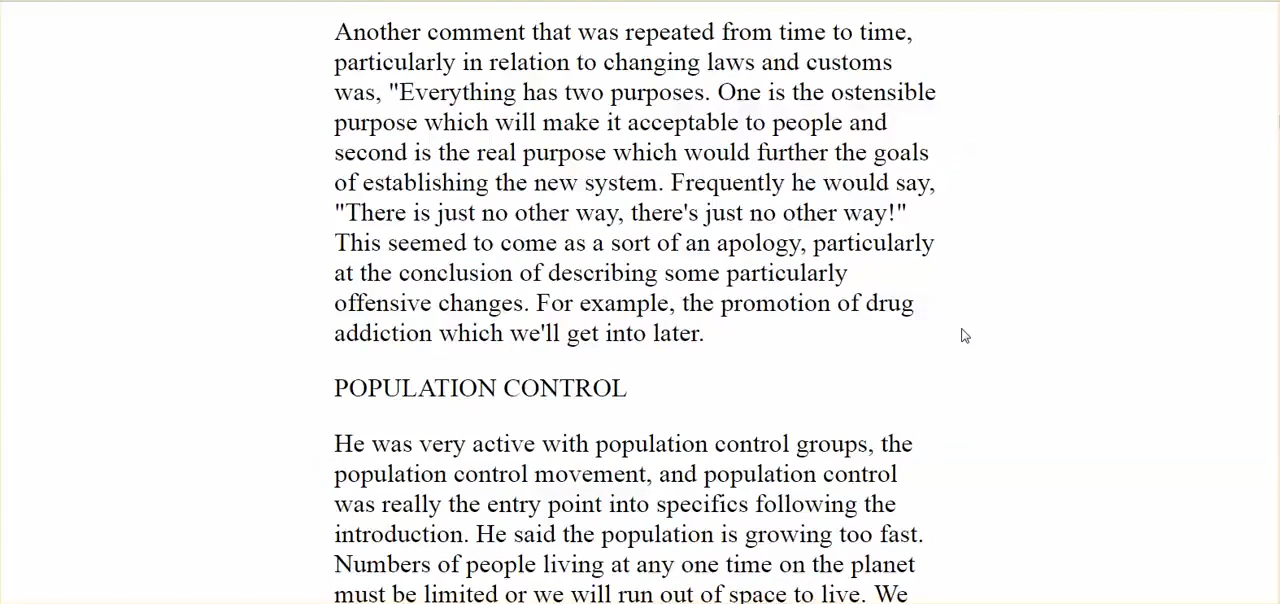 Another comment that was repeated from time to time,
particularly in relation to changing laws and customs
was, "Everything has two purposes. One is the ostensible
purpose which will make it acceptable to people and
second is the real purpose which would further the goals
of establishing the new system. Frequently he would say,
"There is just no other way, there's just no other way!"
This seemed to come as a sort of an apology, particularly
at the conclusion of describing some particularly
offensive changes. For example, the promotion of drug
addiction which we'll get into later.
POPULATION CONTROL
He was very active with population control groups, the
population control movement, and population control
was really the entry point into specifics following the
introduction. He said the population is growing too fast.
Numbers of people living at any one time on the planet
must be limited or we will run out of space to live. We